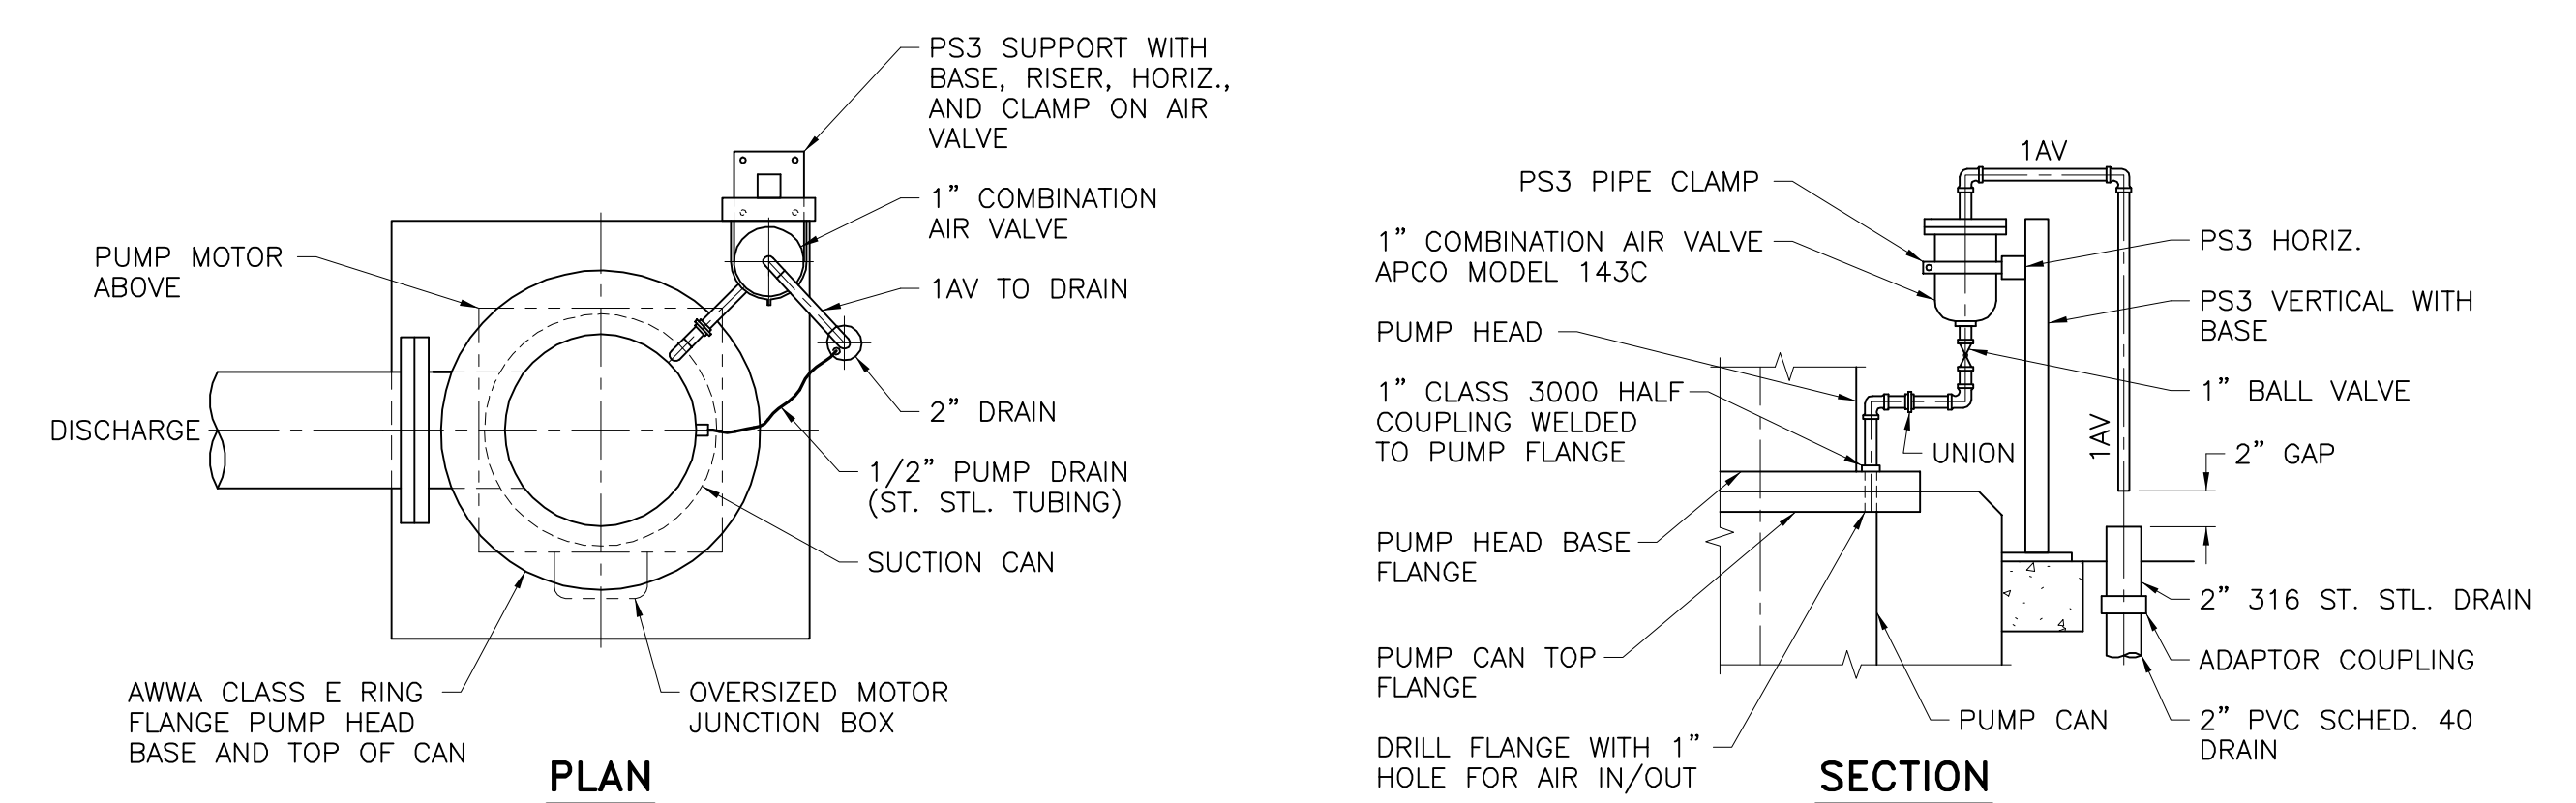 PS3 SUPPORT WITH
BASE, RISER, HORIZ.,
AND CLAMP ON AIR
VALVE
1” COMBINATION
AIR VALVE
PUMP MOTOR
ABOVE
1AV TO DRAIN
2” DRAIN
DISCHARGE
1/2” PUMP DRAIN
(ST. STL. TUBING)
SUCTION CAN
AWWA CLASS E RING
FLANGE PUMP HEAD
BASE AND TOP OF CAN
OVERSIZED MOTOR
JUNCTION BOX
PLAN
1AV
PS3 PIPE CLAMP
1” COMBINATION AIR VALVE
APCO MODEL 143C
PUMP HEAD
1” CLASS 3000 HALF
COUPLING WELDED
TO PUMP FLANGE
PUMP HEAD BASE
FLANGE
PUMP CAN TOP
FLANGE
DRILL FLANGE WITH 1”
HOLE FOR AIR IN/OUT
UNION
PUMP CAN
PS3 HORIZ.
PS3 VERTICAL WITH
BASE
1” BALL VALVE
1AV
2” GAP
2” 316 ST. STL. DRAIN
ADAPTOR COUPLING
2” PVC SCHED. 40
DRAIN
SECTION